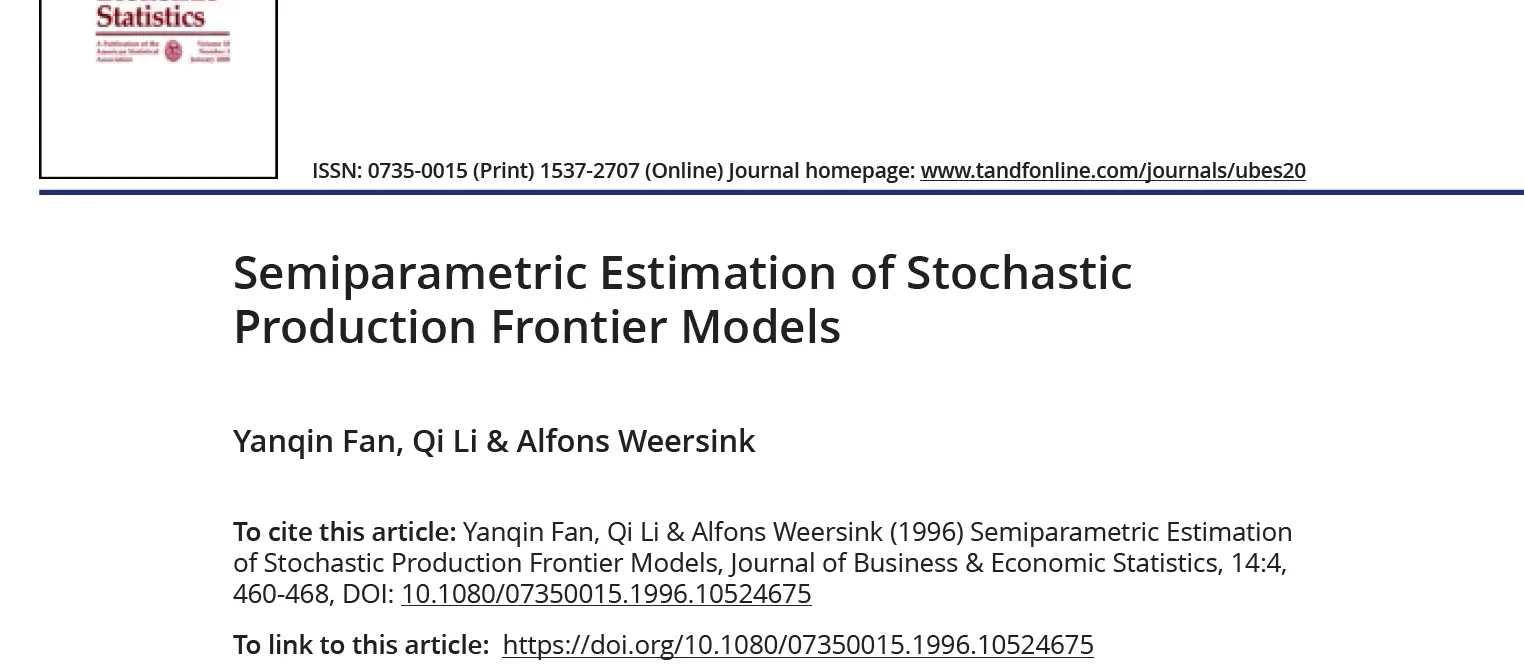 Statistics
A Publication of the
American Statistical
Association
ISSN: 0735-0015 (Print) 1537-2707 (Online) Journal homepage: www.tandfonline.com/journals/ubes20
Semiparametric Estimation of Stochastic
Production Frontier Models
Yanqin Fan, Qi Li & Alfons Weersink
To cite this article: Yanqin Fan, Qi Li & Alfons Weersink (1996) Semiparametric Estimation
of Stochastic Production Frontier Models, Journal of Business & Economic Statistics, 14:4,
460-468, DOI: 10.1080/07350015.1996.10524675
To link to this article: https://doi.org/10.1080/07350015.1996.10524675